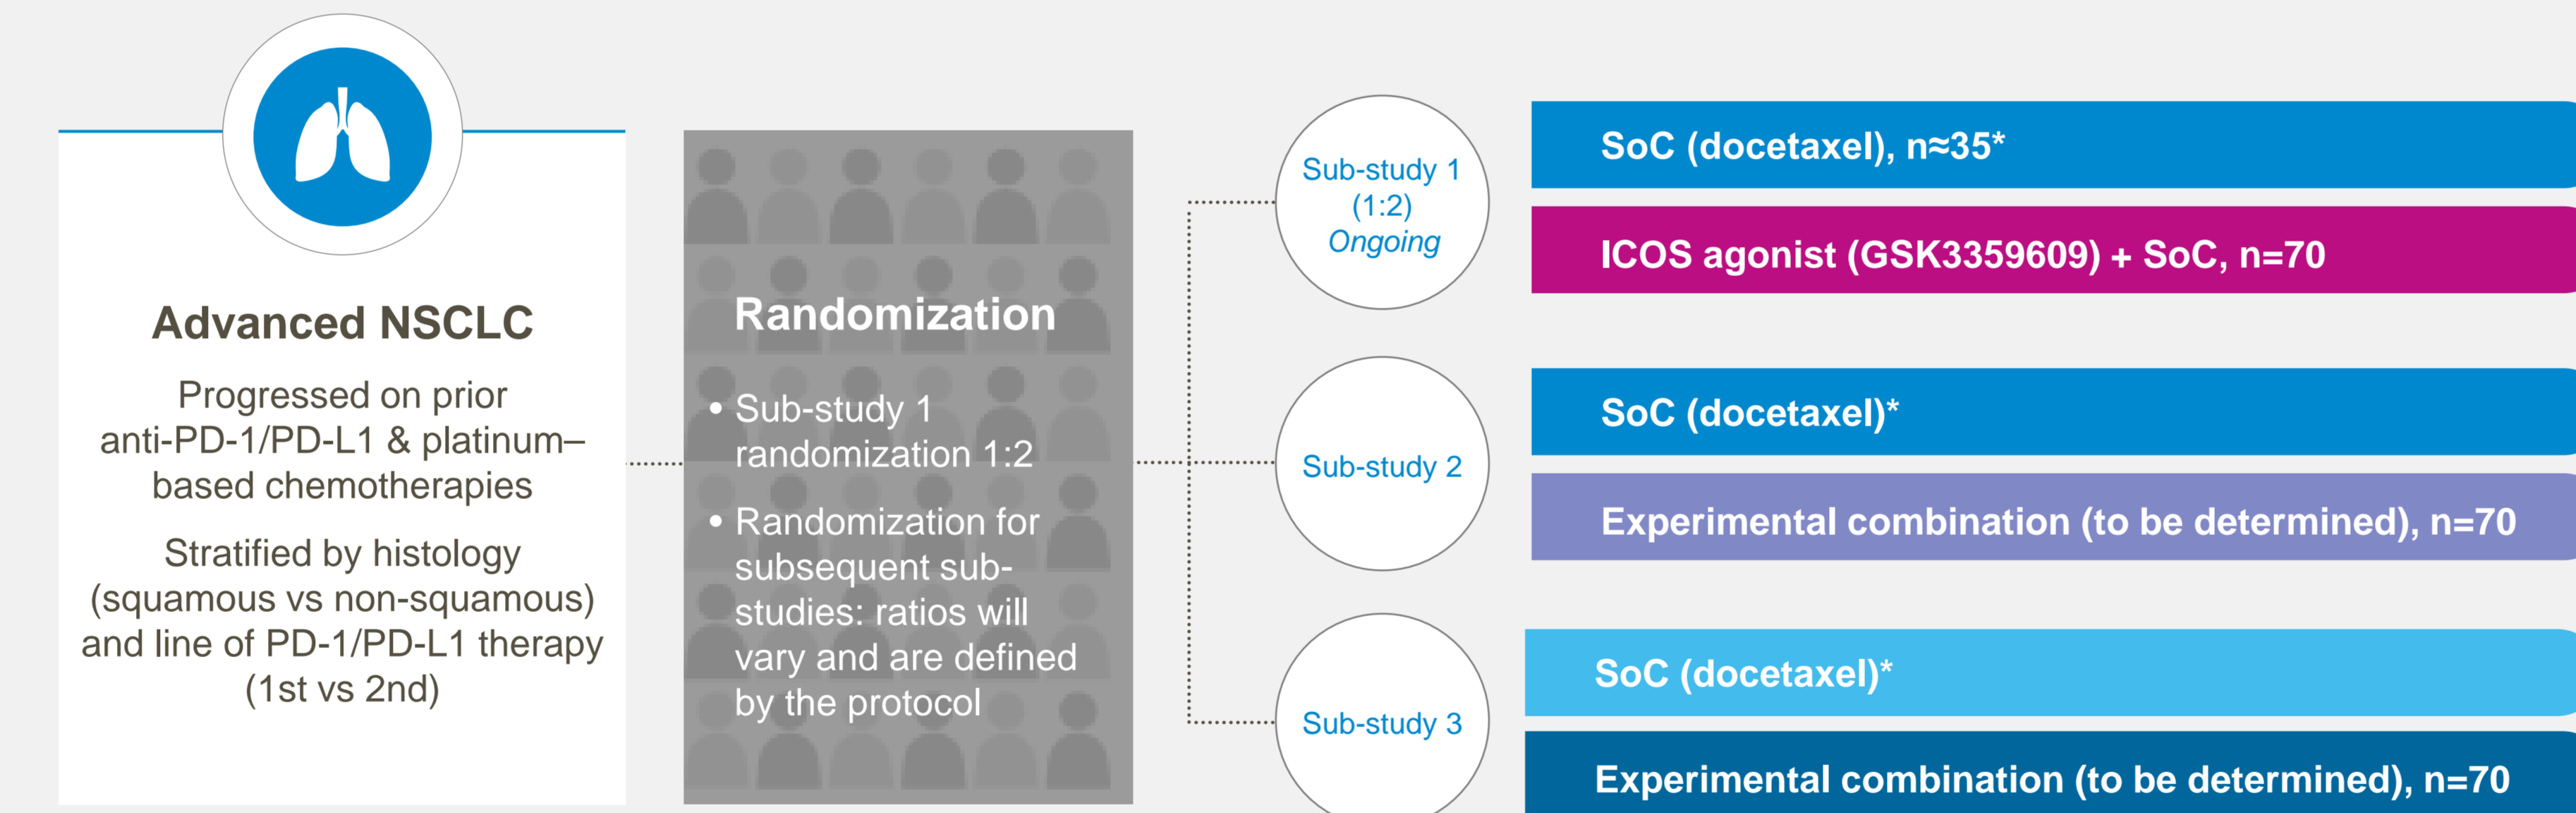 Advanced NSCLC
Progressed on prior
anti-PD-1/PD-L1 & platinum–
based chemotherapies
Stratified by histology
(squamous vs non-squamous)
and line of PD-1/PD-L1 therapy
(1st vs 2nd)
Randomization
• Sub-study 1
randomization 1:2
• Randomization for
subsequent sub-
studies: ratios will
vary and are defined
by the protocol
Sub-study 1
(1:2)
Ongoing
SoC (docetaxel), n≈35*
ICOS agonist (GSK3359609) + SoC, n=70
Sub-study 2
SoC (docetaxel)*
Experimental combination (to be determined), n=70
Sub-study 3
SoC (docetaxel)*
Experimental combination (to be determined), n=70